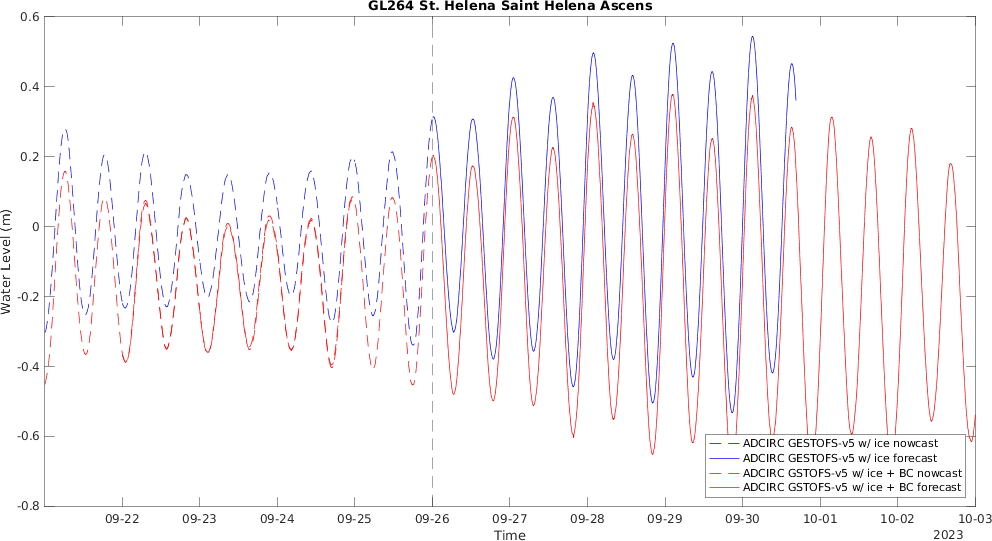 GL264 St. Helena Saint Helena Ascens
Water Level (m)
0.6
0.4
0.2
0
-0.2
-0.4
-0.6
-0.8
ADCIRC GESTOFS-v5 w/ ice nowcast
ADCIRC GESTOFS-v5 w/ ice forecast
ADCIRC GSTOFS-v5 w/ ice + BC nowcast
ADCIRC GSTOFS-v5 w/ ice + BC forecast
09-22 09-23 09-24 09-25 09-26 09-27 09-28 09-29 09-30 10-01 10-02 10-03
Time
2023